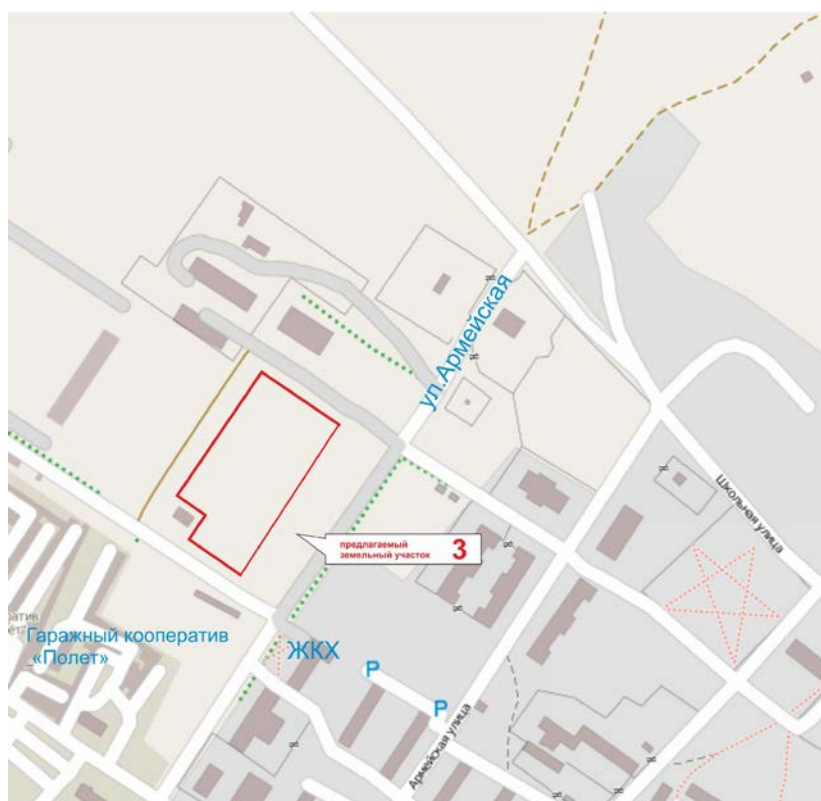 ул.Армейская
Школьная улица
предлагаемый
земельный участок
3
Гаражный кооператив
„Полет»
ЖКХ
P
P
Армейская улица